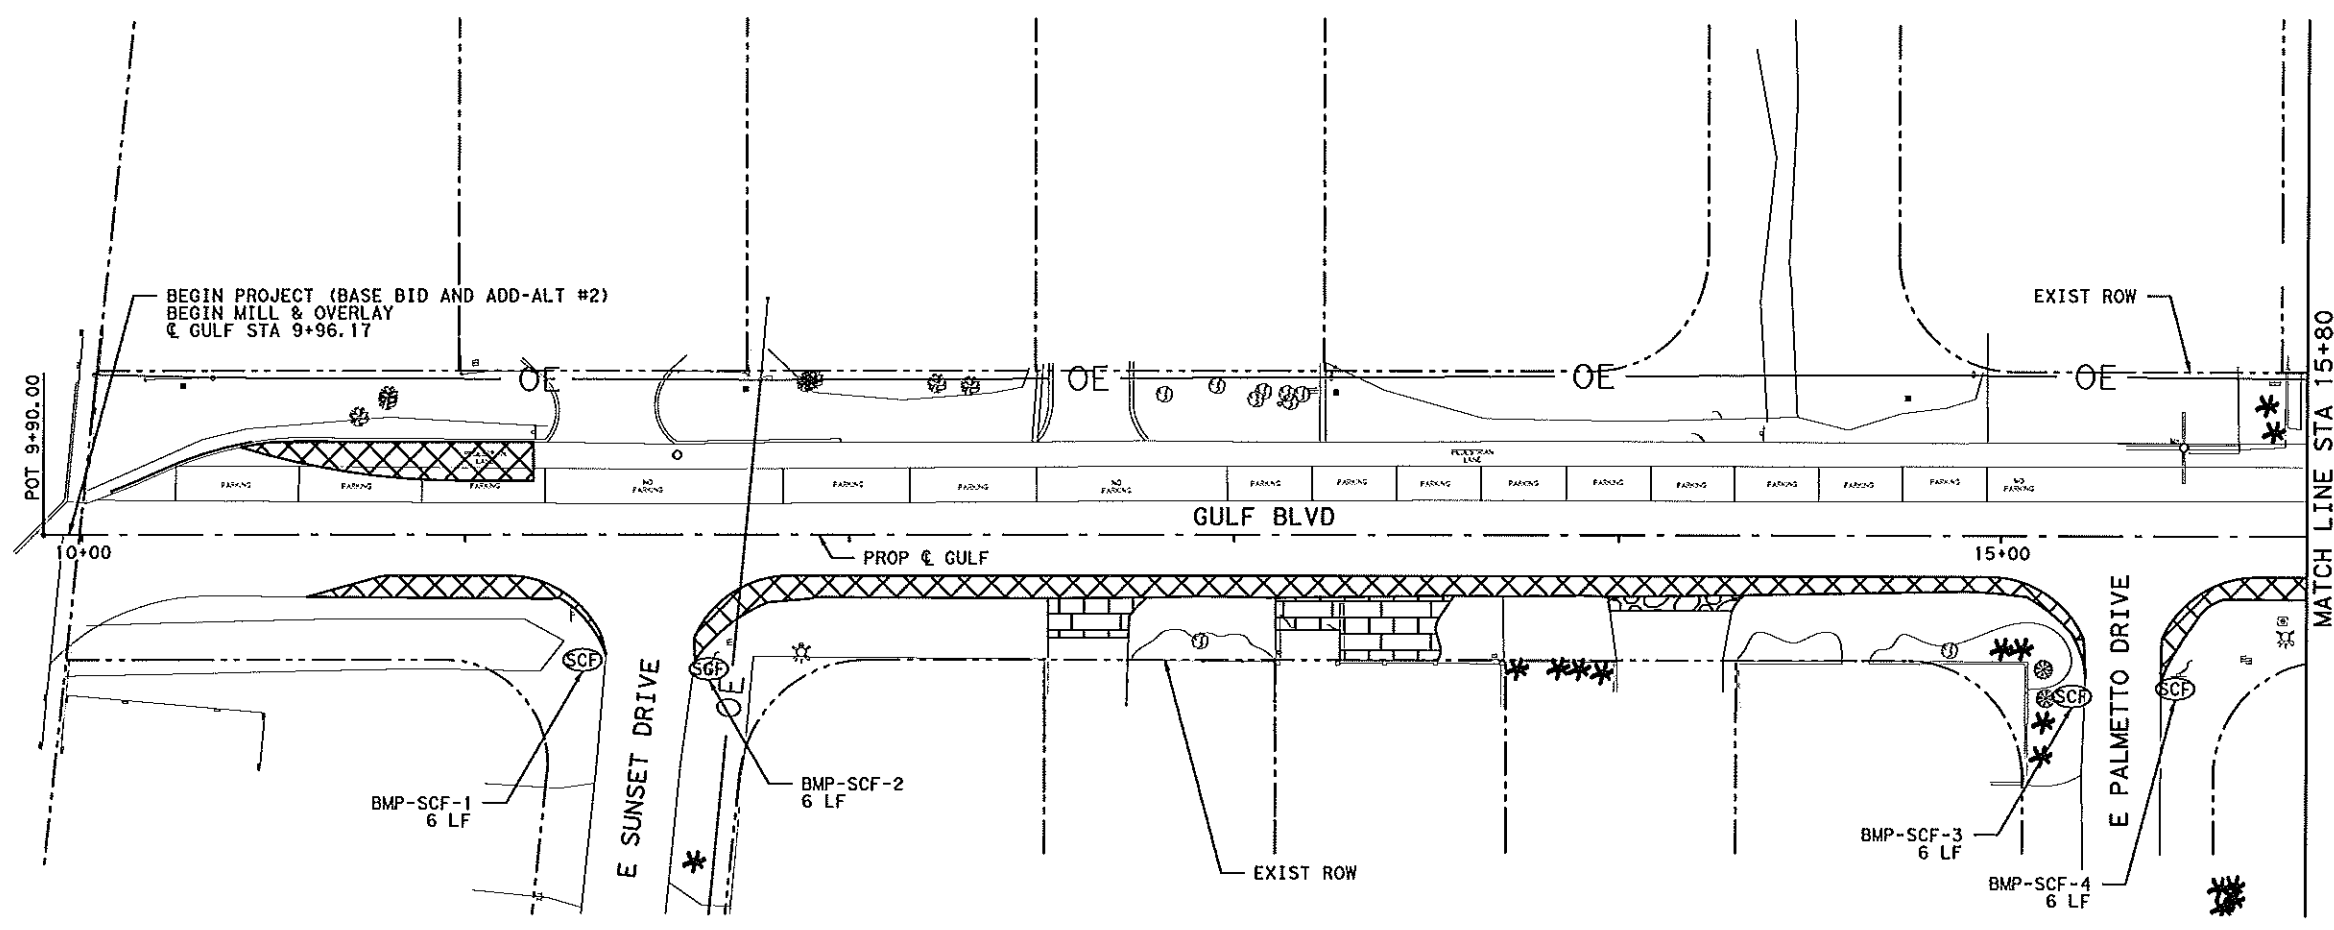 BEGIN PROJECT (BASE BID AND ADD-ALT #2)
BEGIN MILL & OVERLAY
℄ GULF STA 9+96.17
EXIST ROW
MATCH LINE STA 15+80
POT 9+90.00
OE
OE
OE
OE
PEDESTRIAN
LANE
PARKING
PARKING
PARKING
NO
PARKING
PARKING
PARKING
NO
PARKING
PARKING
PARKING
PARKING
PARKING
PARKING
PARKING
PARKING
PARKING
PARKING
NO
PARKING
GULF BLVD
10+00
PROP ℄ GULF
15+00
SCF
SCF
OE
SCF
SCF
E SUNSET DRIVE
E PALMETTO DRIVE
BMP-SCF-1
6 LF
BMP-SCF-2
6 LF
EXIST ROW
BMP-SCF-3
6 LF
BMP-SCF-4
6 LF